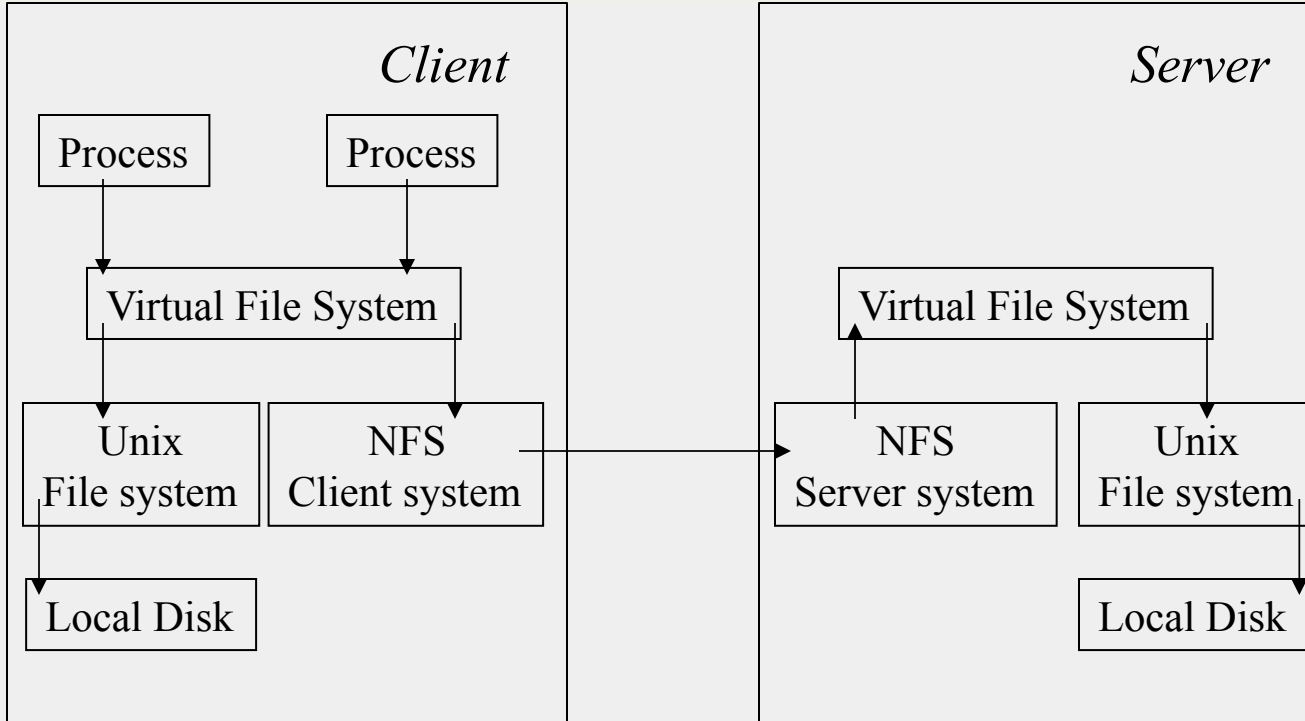 Client
Process
Process
Virtual File System
Unix
File system
NFS
Client system
Local Disk
Server
Virtual File System
NFS
Server system
Unix
File system
Local Disk